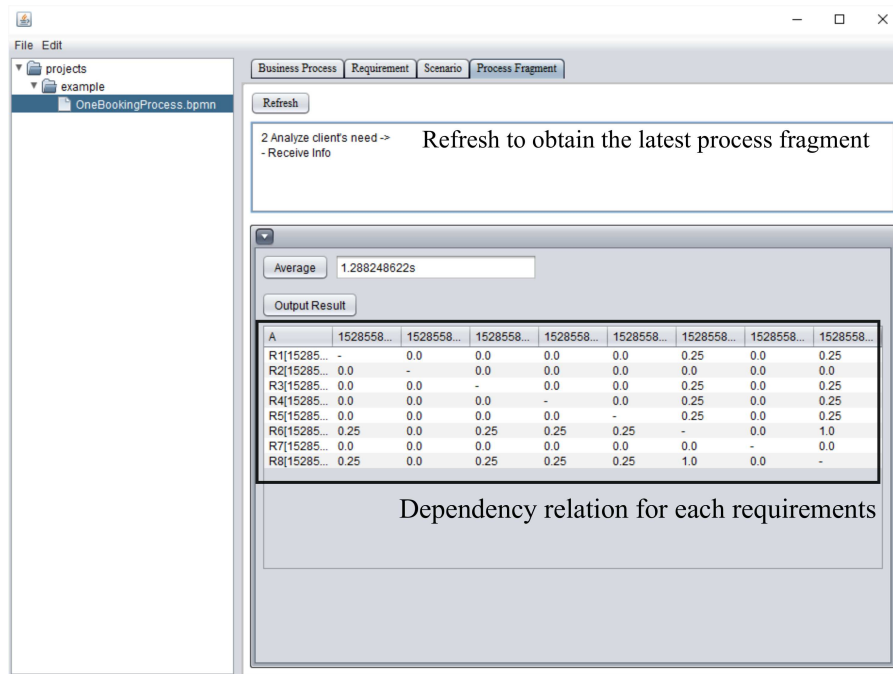 File Edit
projects
example
OneBookingProcess.bpmn
Business Process Requirement Scenario Process Fragment
Refresh
2 Analyze client's need ->
- Receive Info
Refresh to obtain the latest process fragment
Average 1.288248622s
Output Result
A 1528558... 1528558... 1528558... 1528558... 1528558... 1528558... 1528558... 1528558...
R1[15285... - 0.0 0.0 0.0 0.0 0.25 0.0 0.25
R2[15285... 0.0 - 0.0 0.0 0.0 0.0 0.0 0.0
R3[15285... 0.0 0.0 - 0.0 0.0 0.25 0.0 0.25
R4[15285... 0.0 0.0 0.0 - 0.0 0.25 0.0 0.25
R5[15285... 0.0 0.0 0.0 0.0 - 0.25 0.0 0.25
R6[15285... 0.25 0.0 0.25 0.25 0.25 - 0.0 1.0
R7[15285... 0.0 0.0 0.0 0.0 0.0 0.0 - 0.0
R8[15285... 0.25 0.0 0.25 0.25 0.25 1.0 0.0 -
Dependency relation for each requirements